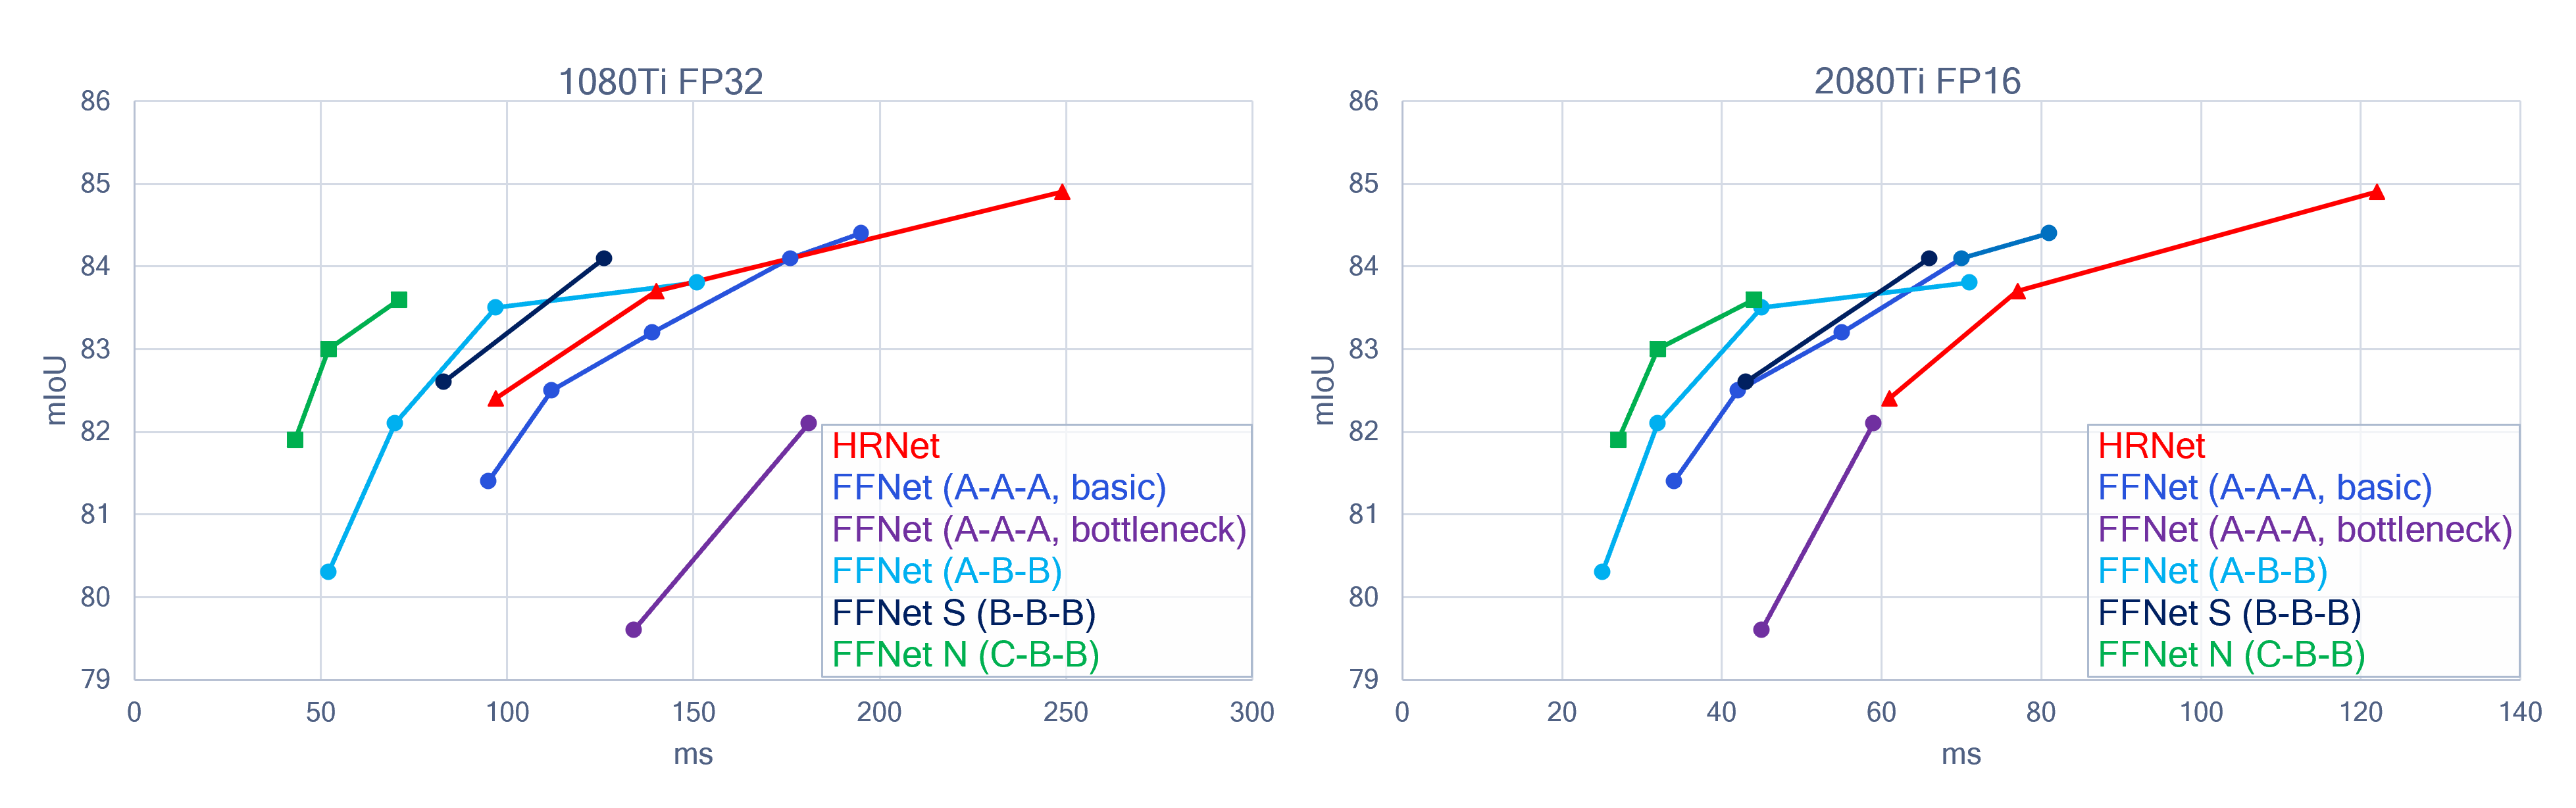 1080Ti FP32
86
85
84
83
82
81
80
79
mIoU
0 50 100 150 200 250 300
ms
HRNet
FFNet (A-A-A, basic)
FFNet (A-A-A, bottleneck)
FFNet (A-B-B)
FFNet S (B-B-B)
FFNet N (C-B-B)
2080Ti FP16
86
85
84
83
82
81
80
79
mIoU
0 20 40 60 80 100 120 140
ms
HRNet
FFNet (A-A-A, basic)
FFNet (A-A-A, bottleneck)
FFNet (A-B-B)
FFNet S (B-B-B)
FFNet N (C-B-B)